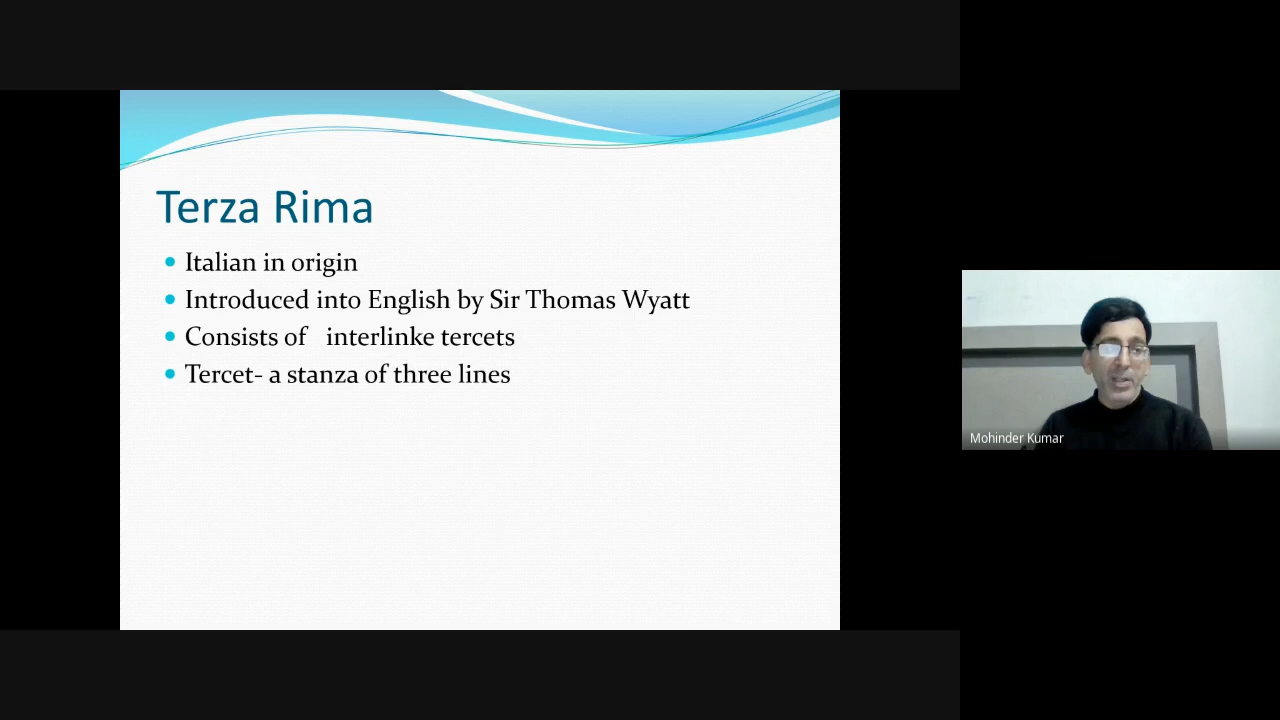 Terza Rima
Italian in origin
Introduced into English by Sir Thomas Wyatt
Consists of   interlinke tercets
Tercet- a stanza of three lines
Mohinder Kumar